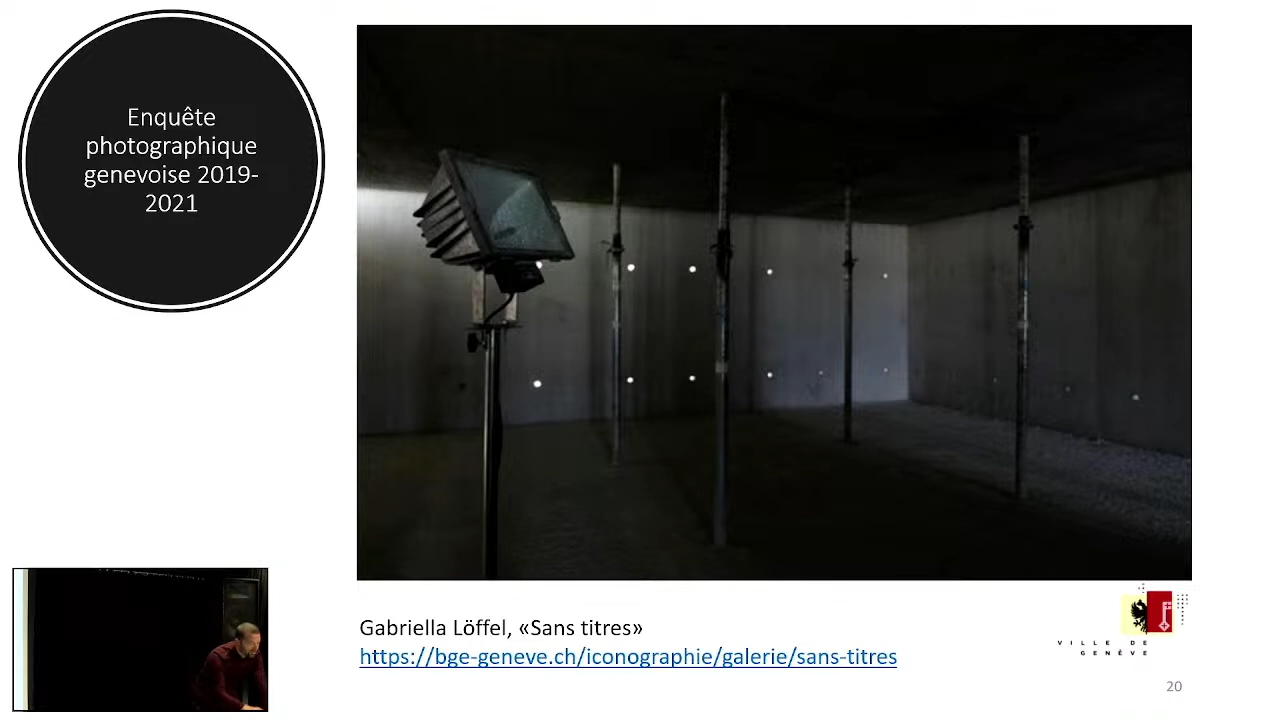 Enquête
photographique
genevoise 2019-
2021
Gabriella Löffel, «Sans titres»
https://bge-geneve.ch/iconographie/galerie/sans-titres
VILLE DE
GENÈVE
20